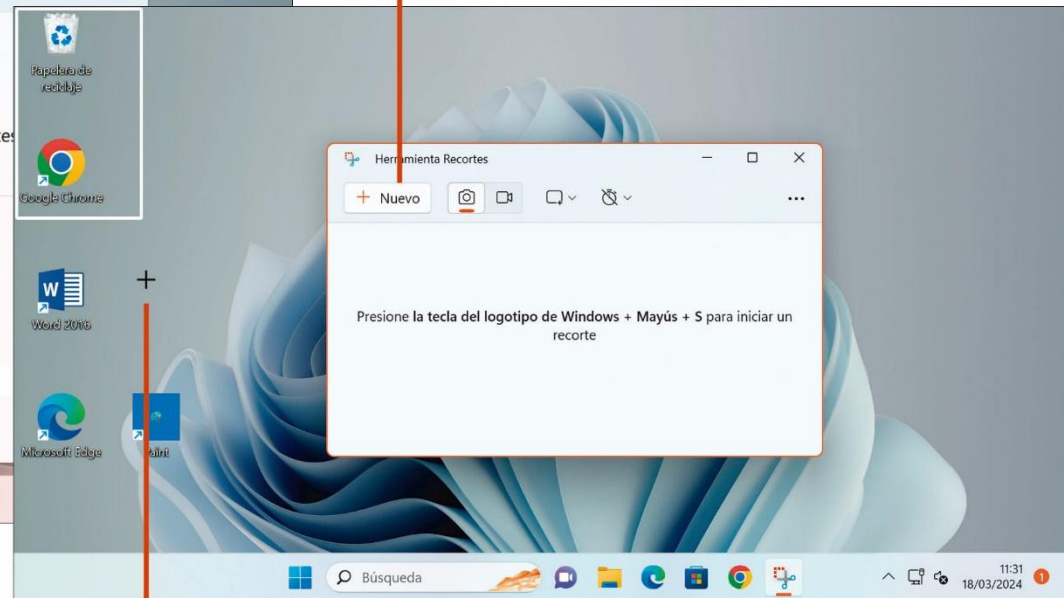 Papelera de
reciclaje
Google Chrome
Word 2016
Microsoft Edge
Paint
Herramienta Recortes
Nuevo
Presione la tecla del logotipo de Windows + Mayús + S para iniciar un
recorte
Búsqueda
11:31
18/03/2024
1